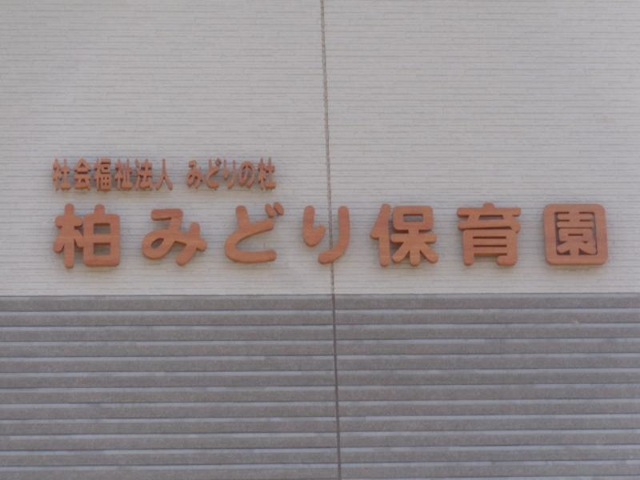 社会福祉法人 みどりの杜
柏みどり保育園